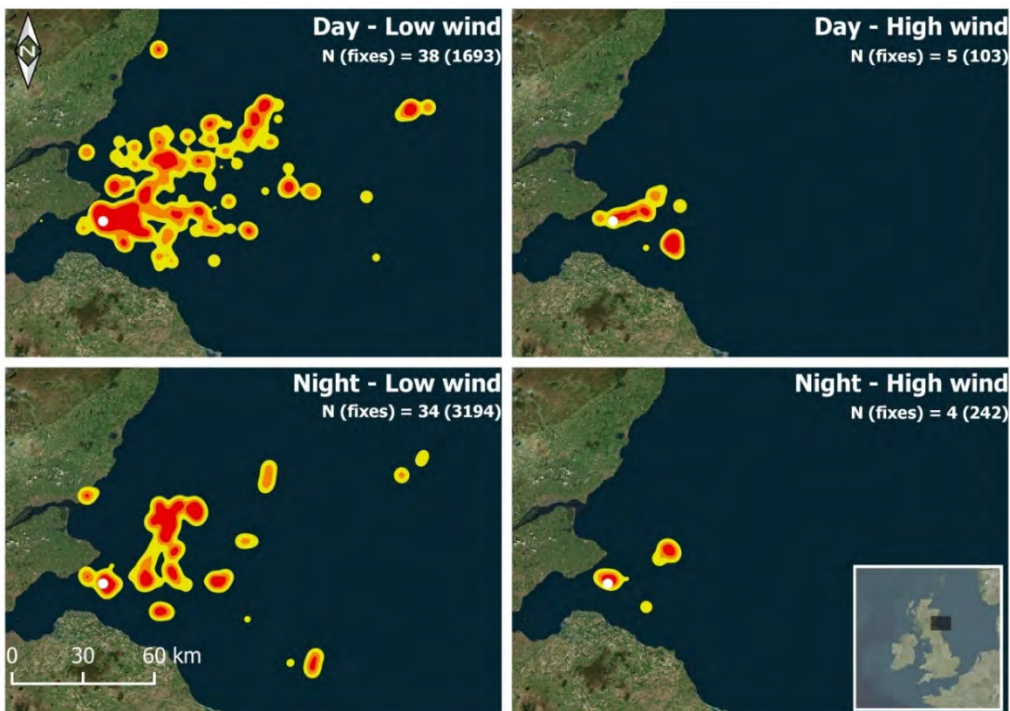 N
Day - Low wind
N (fixes) = 38 (1693)
Day - High wind
N (fixes) = 5 (103)
Night - Low wind
N (fixes) = 34 (3194)
Night - High wind
N (fixes) = 4 (242)
0 30 60 km